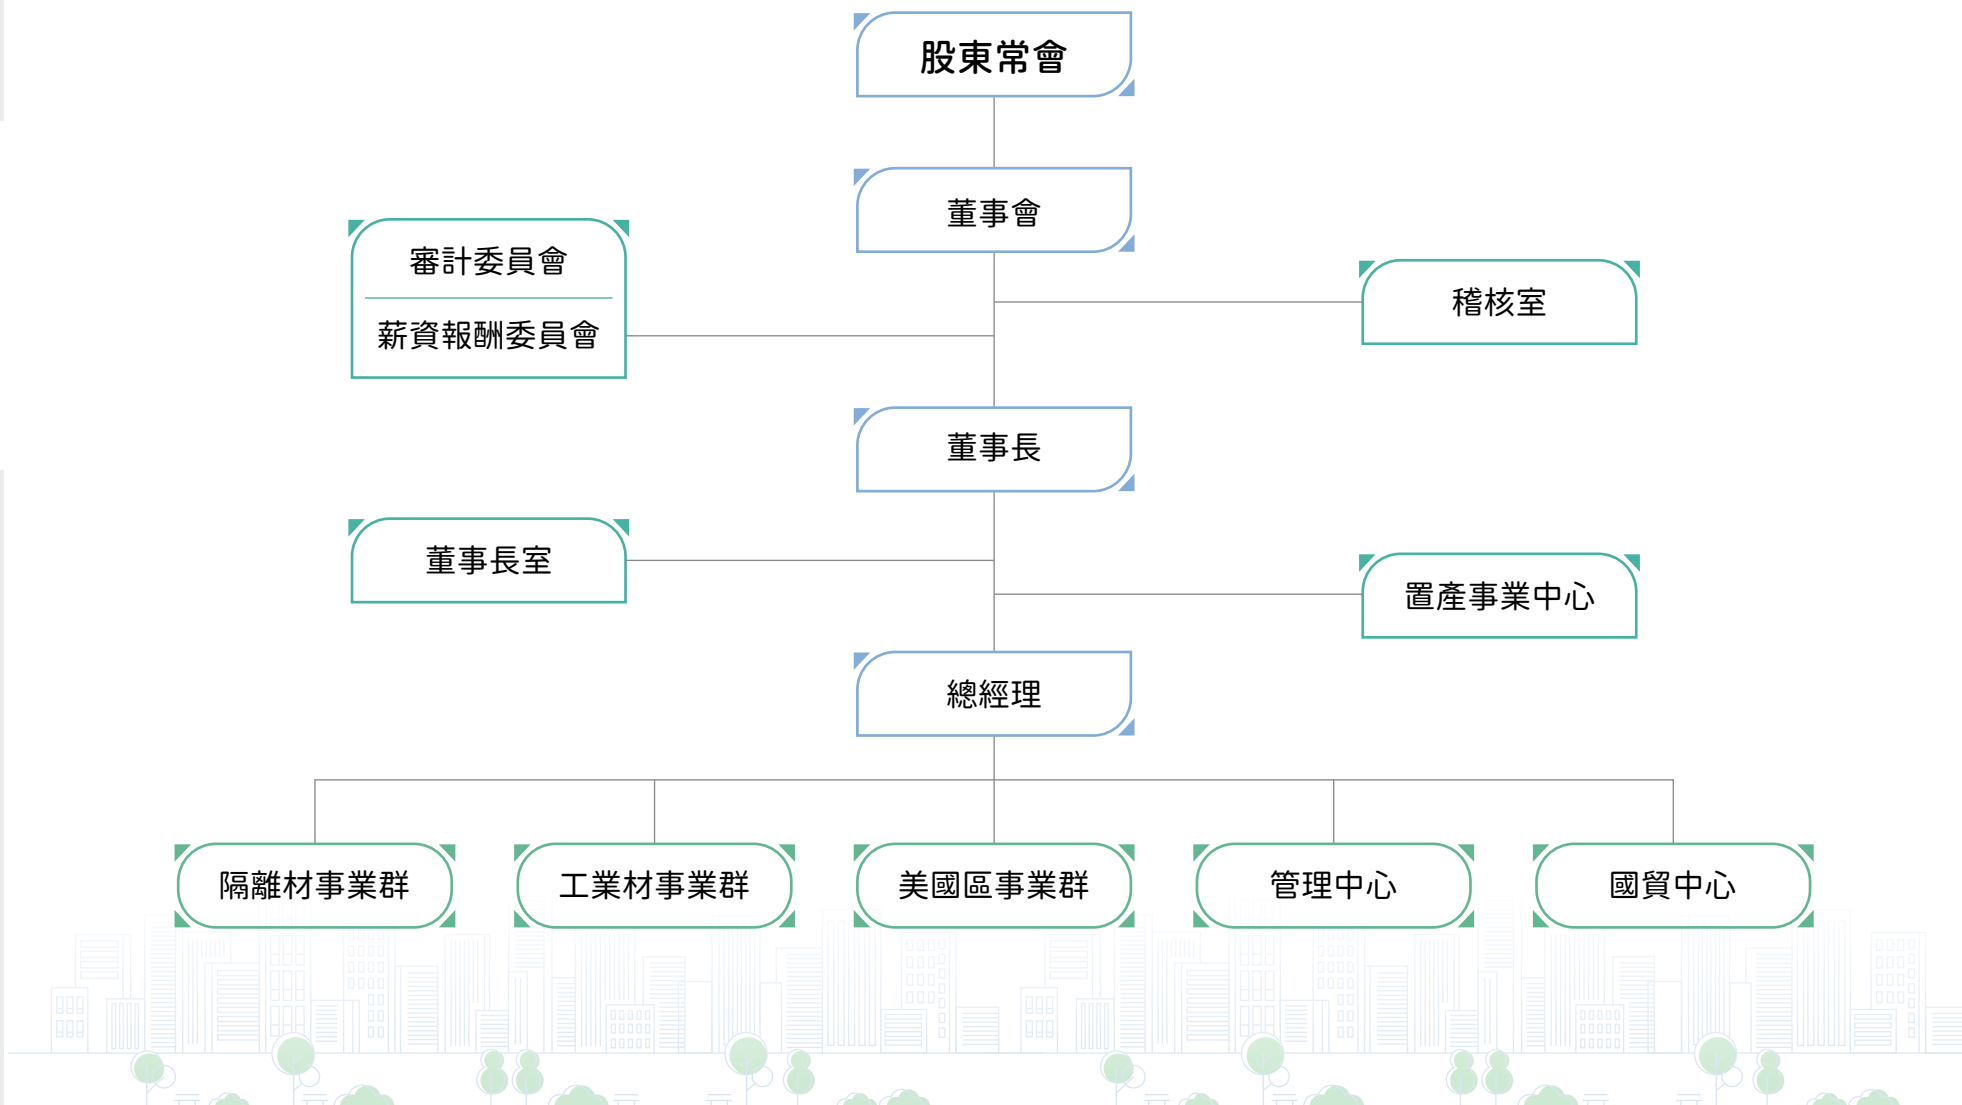 股東常會
董事會
審計委員會
薪資報酬委員會
稽核室
董事長
董事長室
置產事業中心
總經理
隔離材事業群
工業材事業群
美國區事業群
管理中心
國貿中心